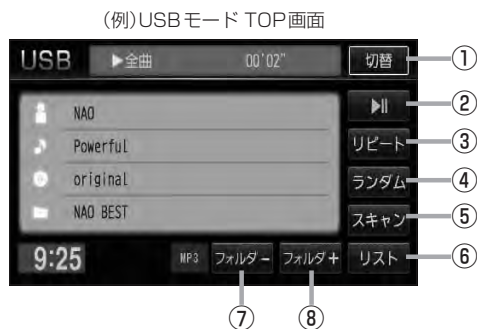 (例)USBモード TOP画面
USB ▶全曲 00'02" 切替 ①
▶II ②
NAO
Powerful リピート ③
original ランダム ④
NAO BEST スキャン ⑤
9:25 MP3 フォルダ− フォルダ+ リスト ⑥
⑦ ⑧